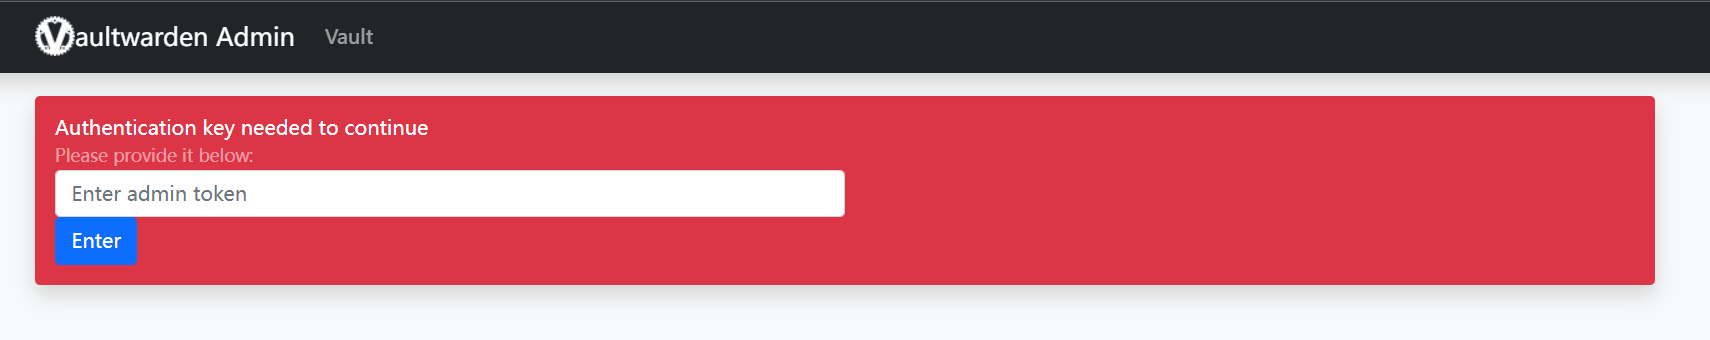 Vaultwarden Admin Vault
Authentication key needed to continue
Please provide it below:
Enter admin token
Enter